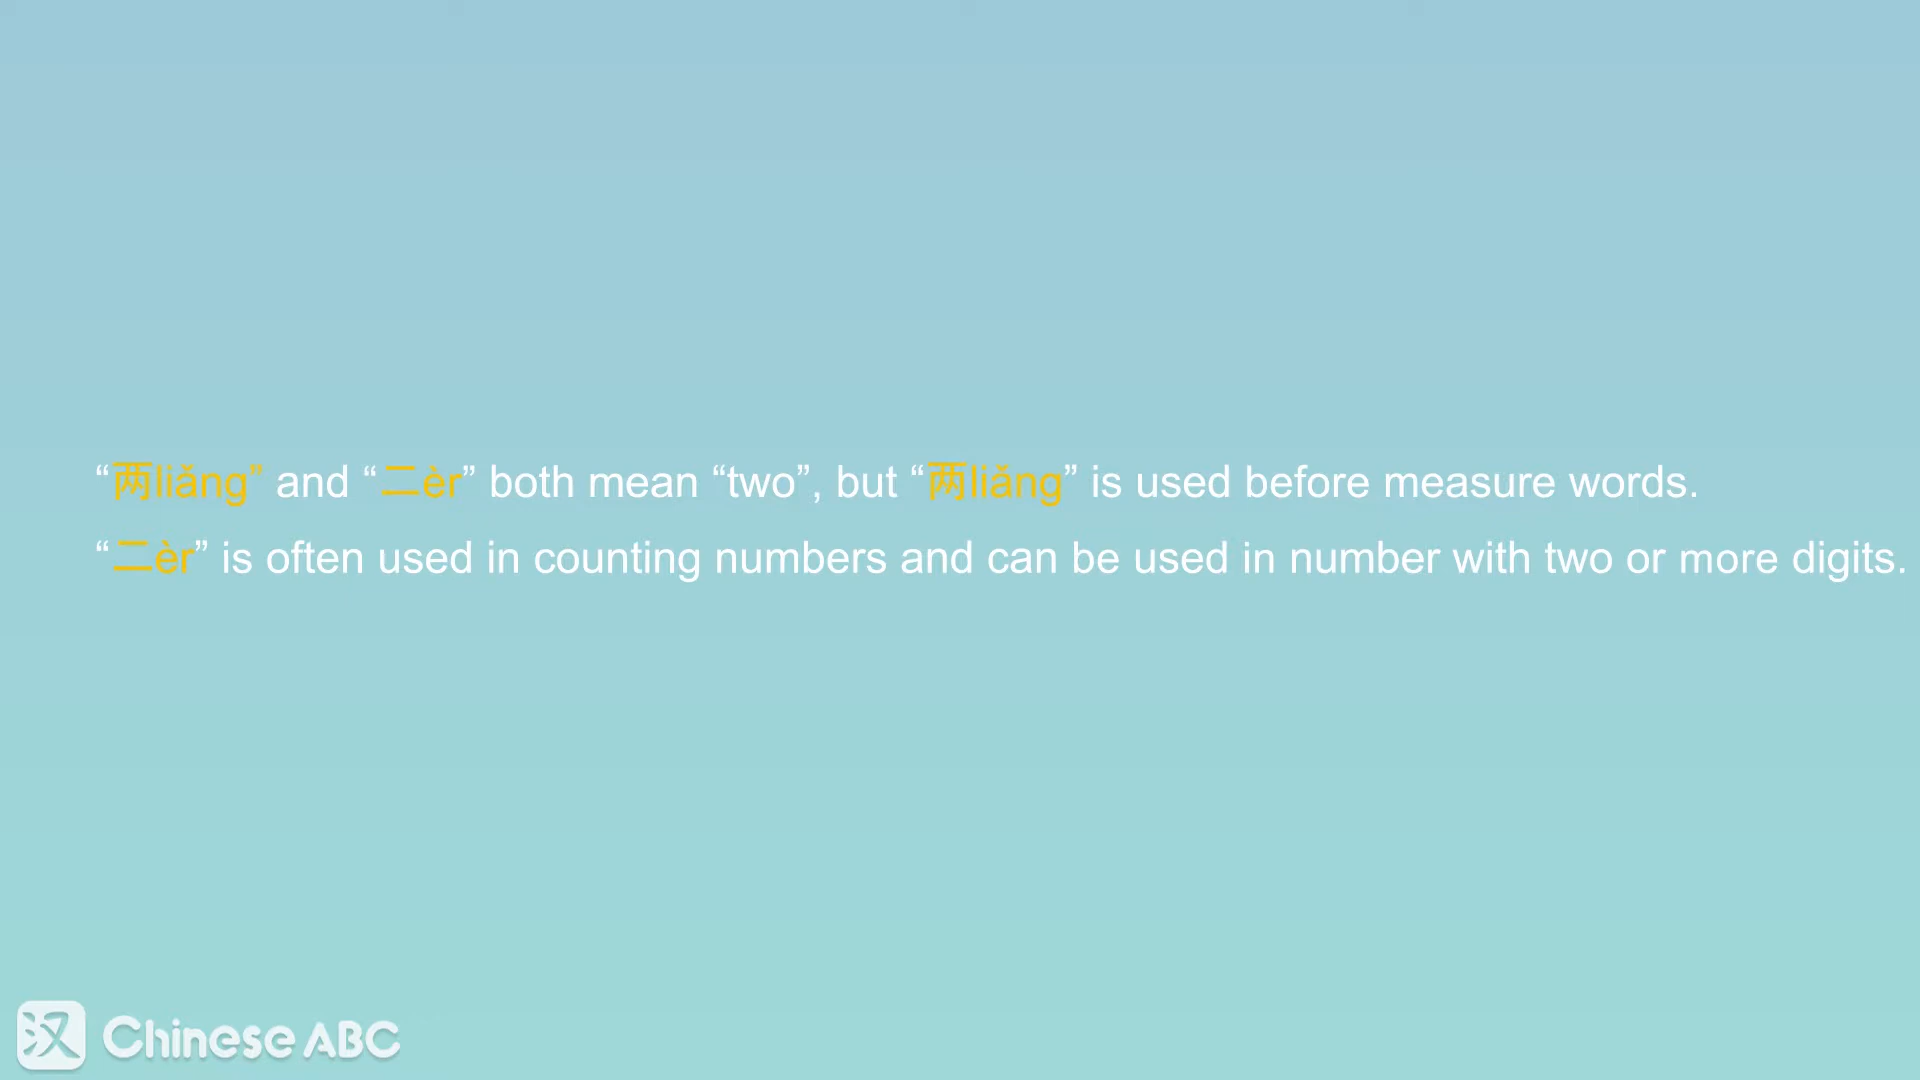 “两liǎng” and “二èr” both mean “two”, but “两liǎng” is used before measure words.
“二èr” is often used in counting numbers and can be used in number with two or more digits.
汉 Chinese ABC